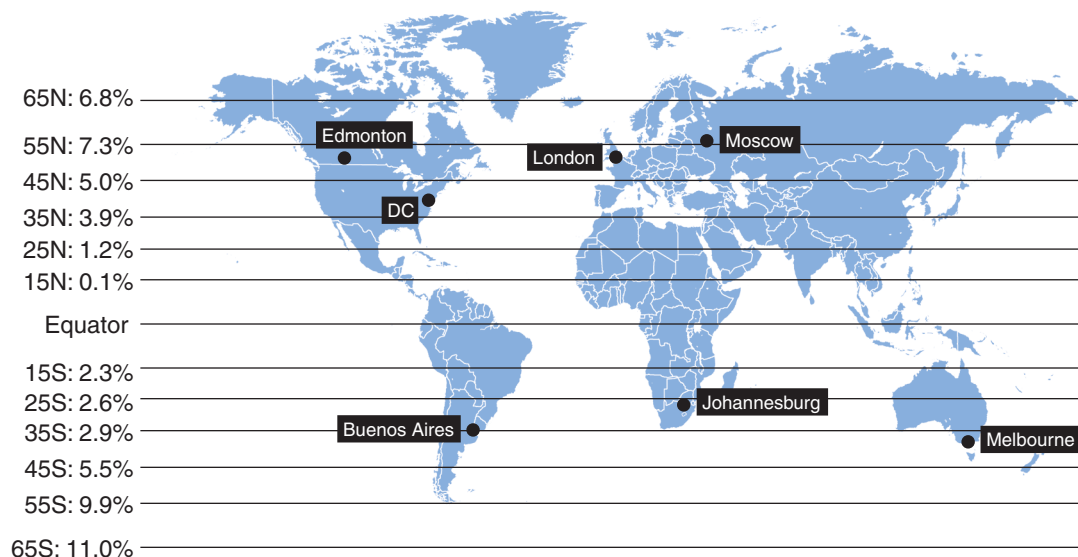 65N: 6.8%
Edmonton
55N: 7.3%
Moscow
London
45N: 5.0%
DC
35N: 3.9%
25N: 1.2%
15N: 0.1%
Equator
15S: 2.3%
25S: 2.6%
Johannesburg
35S: 2.9%
Buenos Aires
Melbourne
45S: 5.5%
55S: 9.9%
65S: 11.0%